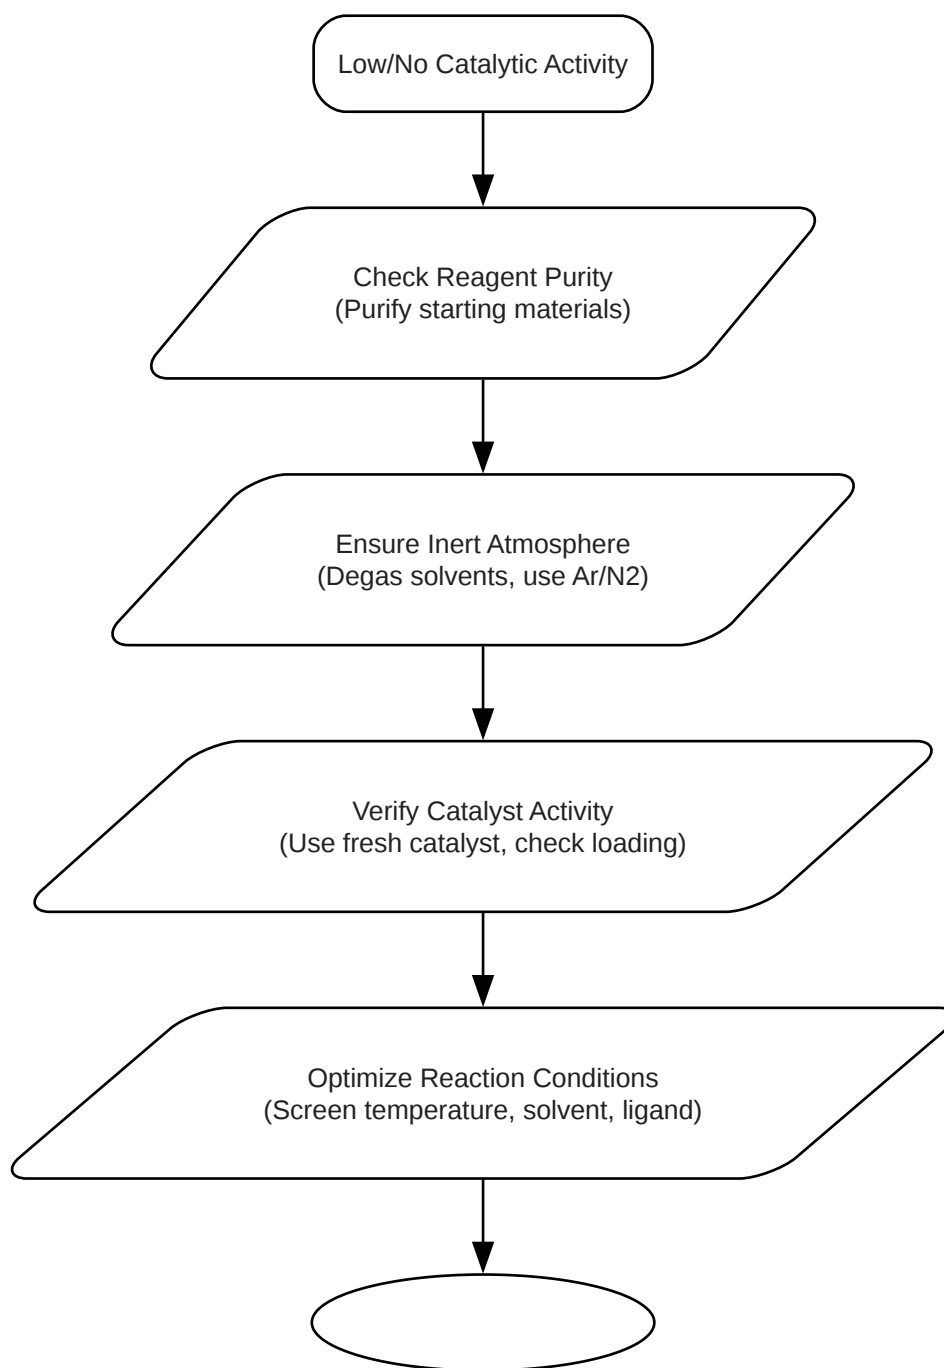 Low/No Catalytic Activity
Check Reagent Purity
(Purify starting materials)
Ensure Inert Atmosphere
(Degas solvents, use Ar/N2)
Verify Catalyst Activity
(Use fresh catalyst, check loading)
Optimize Reaction Conditions
(Screen temperature, solvent, ligand)